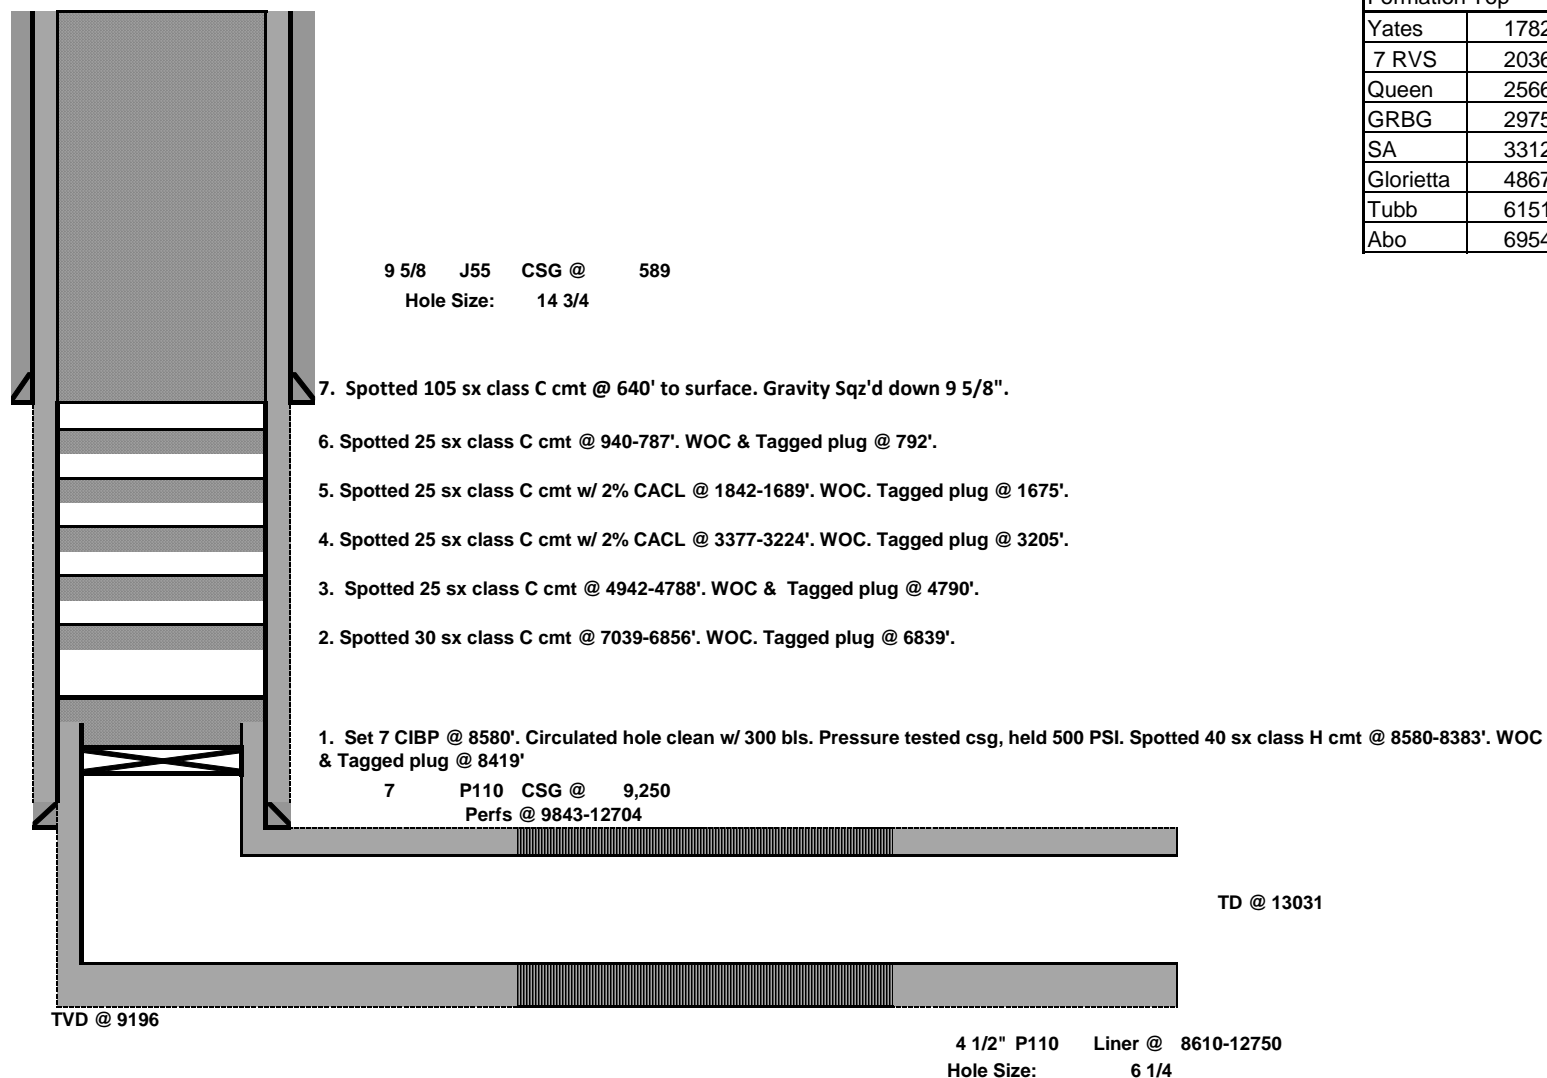 Formation Top
Yates 1782
7 RVS 2036
Queen 2566
GRBG 2975
SA 3312
Glorietta 4867
Tubb 6151
Abo 6954
9 5/8 J55 CSG @ 589
Hole Size: 14 3/4
7. Spotted 105 sx class C cmt @ 640' to surface. Gravity Sqz'd down 9 5/8".
6. Spotted 25 sx class C cmt @ 940-787'. WOC & Tagged plug @ 792'.
5. Spotted 25 sx class C cmt w/ 2% CACL @ 1842-1689'. WOC. Tagged plug @ 1675'.
4. Spotted 25 sx class C cmt w/ 2% CACL @ 3377-3224'. WOC. Tagged plug @ 3205'.
3. Spotted 25 sx class C cmt @ 4942-4788'. WOC & Tagged plug @ 4790'.
2. Spotted 30 sx class C cmt @ 7039-6856'. WOC. Tagged plug @ 6839'.
1. Set 7 CIBP @ 8580'. Circulated hole clean w/ 300 bls. Pressure tested csg, held 500 PSI. Spotted 40 sx class H cmt @ 8580-8383'. WOC
& Tagged plug @ 8419'
7 P110 CSG @ 9,250
Perfs @ 9843-12704
TD @ 13031
TVD @ 9196
4 1/2" P110 Liner @ 8610-12750
Hole Size: 6 1/4